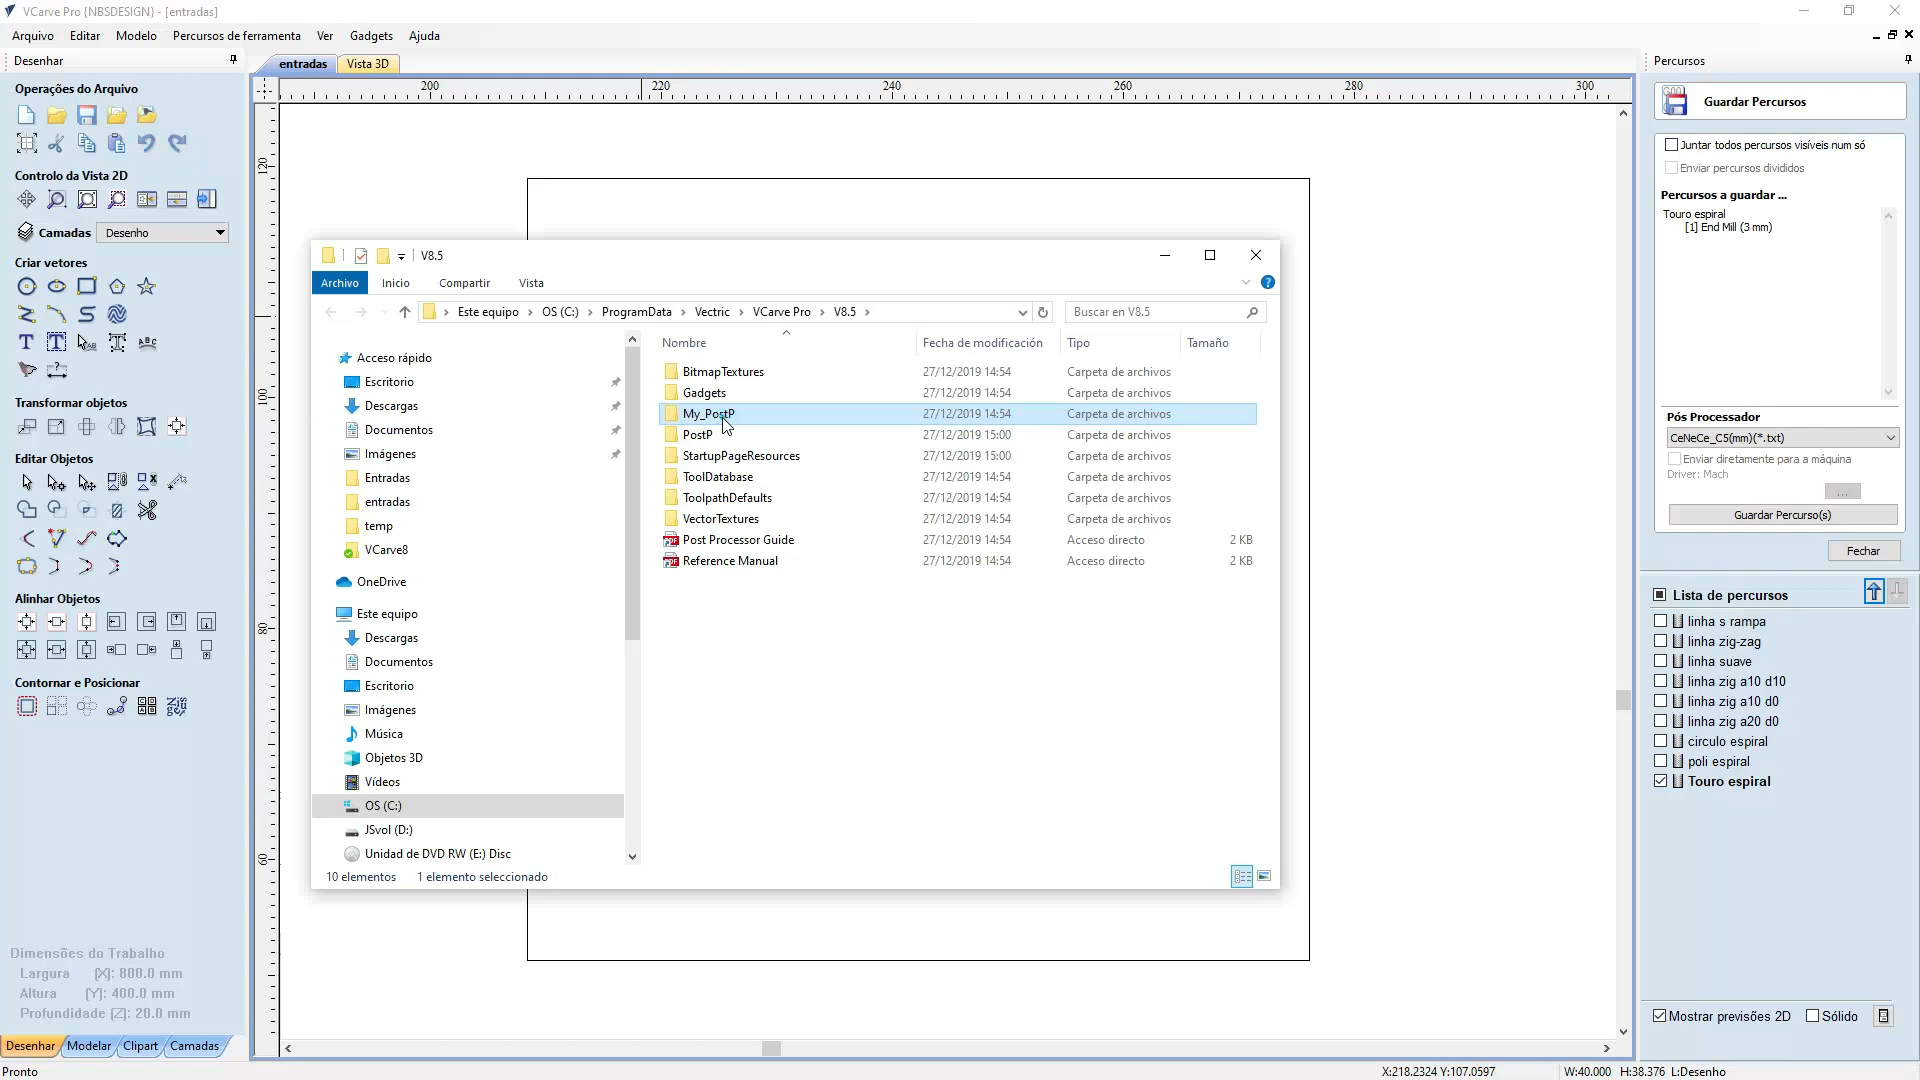 VCarve Pro {NBSDESIGN} - [entradas]
Arquivo Editar Modelo Percursos de ferramenta Ver Gadgets Ajuda
Desenhar
Operações do Arquivo
Controlo da Vista 2D
Camadas Desenho
Criar vetores
Transformar objetos
Editar Objetos
Alinhar Objetos
Contornar e Posicionar
Dimensões do Trabalho
Largura (X): 800.0 mm
Altura (Y): 400.0 mm
Profundidade (Z): 20.0 mm
Desenhar Modelar Clipart Camadas
Pronto
entradas Vista 3D
200 220 240 260 280 300
120
100
80
60
V8.5
Archivo Inicio Compartir Vista
Este equipo OS (C:) ProgramData Vectric VCarve Pro V8.5
Buscar en V8.5
Acceso rápido
Escritorio
Descargas
Documentos
Imágenes
Entradas
entradas
temp
VCarve8
OneDrive
Este equipo
Descargas
Documentos
Escritorio
Imágenes
Música
Objetos 3D
Vídeos
OS (C:)
JSvol (D:)
Unidad de DVD RW (E:) Disc
Nombre Fecha de modificación Tipo Tamaño
BitmapTextures 27/12/2019 14:54 Carpeta de archivos
Gadgets 27/12/2019 14:54 Carpeta de archivos
My_PostP 27/12/2019 14:54 Carpeta de archivos
PostP 27/12/2019 15:00 Carpeta de archivos
StartupPageResources 27/12/2019 15:00 Carpeta de archivos
ToolDatabase 27/12/2019 14:54 Carpeta de archivos
ToolpathDefaults 27/12/2019 14:54 Carpeta de archivos
VectorTextures 27/12/2019 14:54 Carpeta de archivos
Post Processor Guide 27/12/2019 14:54 Acceso directo 2 KB
Reference Manual 27/12/2019 14:54 Acceso directo 2 KB
10 elementos 1 elemento seleccionado
Percursos
Guardar Percursos
Juntar todos percursos visíveis num só
Enviar percursos divididos
Percursos a guardar ...
Touro espiral
[1] End Mill (3 mm)
Pós Processador
CeNeCe_C5(mm)(*.txt)
Enviar diretamente para a máquina
Driver: Mach
...
Guardar Percurso(s)
Fechar
Lista de percursos
linha s rampa
linha zig-zag
linha suave
linha zig a10 d10
linha zig a10 d0
linha zig a20 d0
circulo espiral
poli espiral
Touro espiral
Mostrar previsões 2D Sólido
X:218.2324 Y:107.0597 W:40.000 H:38.376 L:Desenho